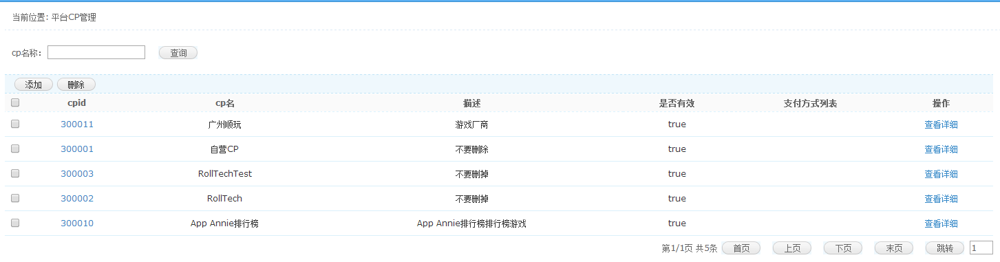 当前位置: 平台CP管理
cp名称: 查询
添加 删除
cpid cp名 描述 是否有效 支付方式列表 操作
300011 广州顺玩 游戏厂商 true 查看详细
300001 自营CP 不要删除 true 查看详细
300003 RollTechTest 不要删掉 true 查看详细
300002 RollTech 不要删掉 true 查看详细
300010 App Annie排行榜 App Annie排行榜排行榜游戏 true 查看详细
第1/1页 共5条 首页 上页 下页 末页 跳转 1